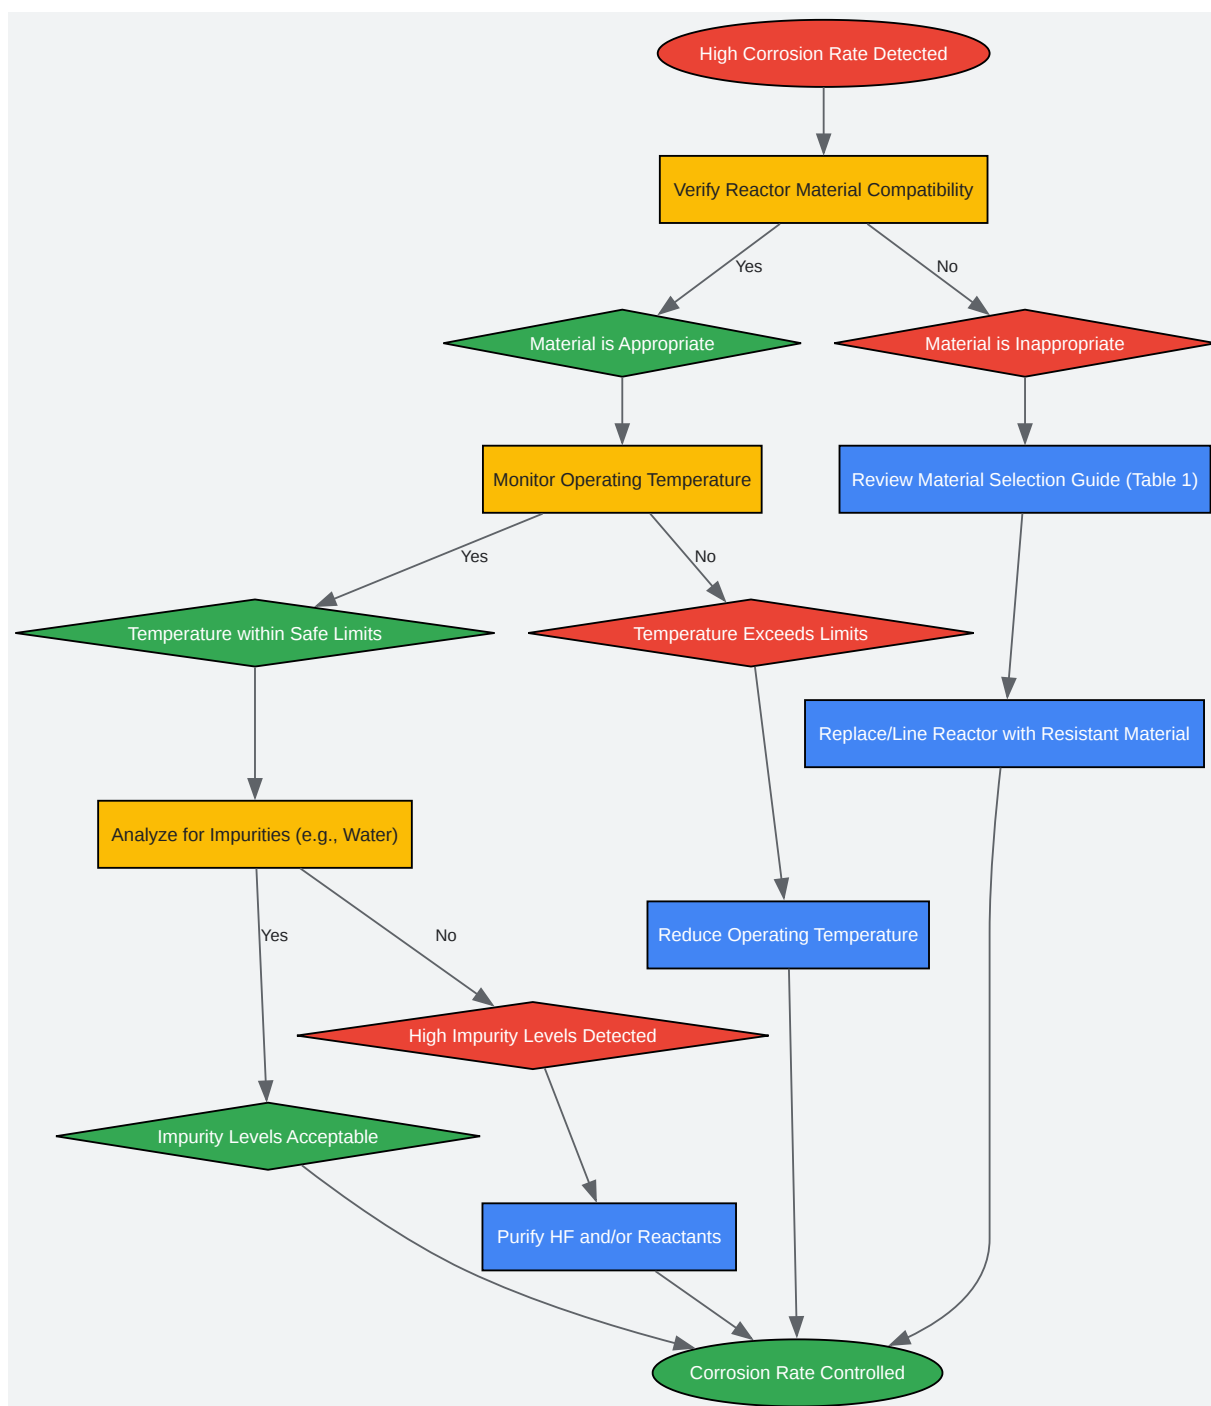 High Corrosion Rate Detected
Verify Reactor Material Compatibility
Yes
No
Material is Appropriate
Material is Inappropriate
Monitor Operating Temperature
Review Material Selection Guide (Table 1)
Yes
No
Temperature within Safe Limits
Temperature Exceeds Limits
Replace/Line Reactor with Resistant Material
Analyze for Impurities (e.g., Water)
Reduce Operating Temperature
Yes
No
High Impurity Levels Detected
Impurity Levels Acceptable
Purify HF and/or Reactants
Corrosion Rate Controlled